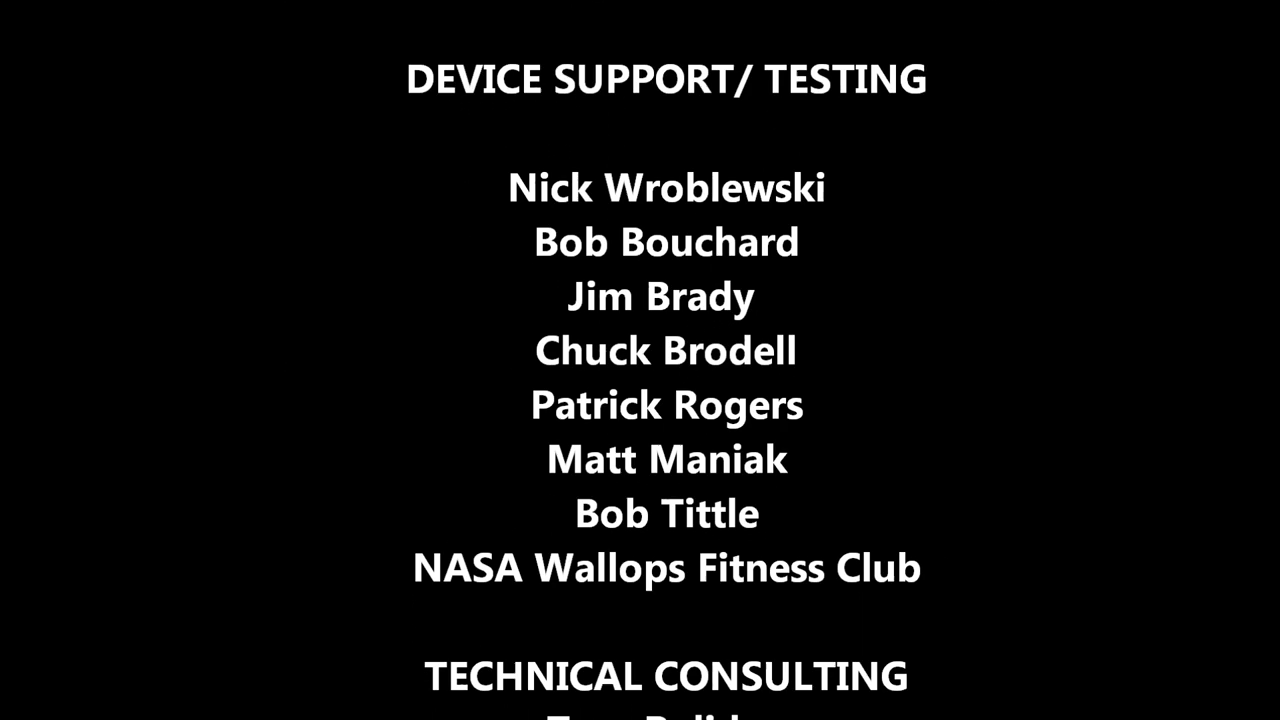 DEVICE SUPPORT/ TESTING
Nick Wroblewski
Bob Bouchard
Jim Brady
Chuck Brodell
Patrick Rogers
Matt Maniak
Bob Tittle
NASA Wallops Fitness Club
TECHNICAL CONSULTING